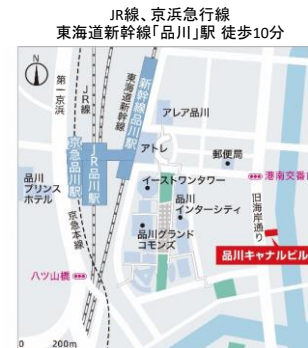 JR線、京浜急行線
東海道新幹線「品川」駅 徒歩10分
N
第一京浜
JR線
東海道新幹線
新幹線品川駅
アレア品川
アトレ
郵便局
JR品川駅
京急品川駅
港南交番前
イーストワンタワー
品川
プリンス
ホテル
品川
インターシティ
旧海岸通り
京急本線
品川グランド
コモンズ
品川キャナルビル
八ツ山橋
0 200m